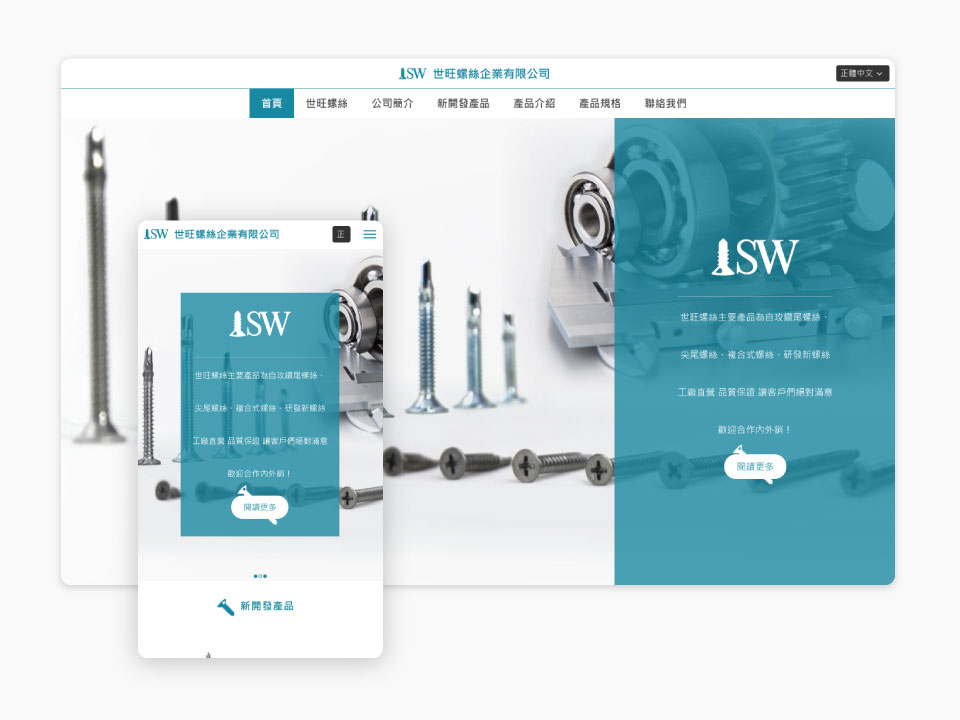 SW 世旺螺絲企業有限公司
正體中文
首頁 世旺螺絲 公司簡介 新開發產品 產品介紹 產品規格 聯絡我們
SW
世旺螺絲主要產品為自攻鑽尾螺絲、
尖尾螺絲、複合式螺絲、研發新螺絲
工廠直營 品質保證 讓客戶們絕對滿意
歡迎合作內外銷！
閱讀更多
SW 世旺螺絲企業有限公司
正
SW
世旺螺絲主要產品為自攻鑽尾螺絲、
尖尾螺絲、複合式螺絲、研發新螺絲
工廠直營 品質保證 讓客戶們絕對滿意
歡迎合作內外銷！
閱讀更多
新開發產品